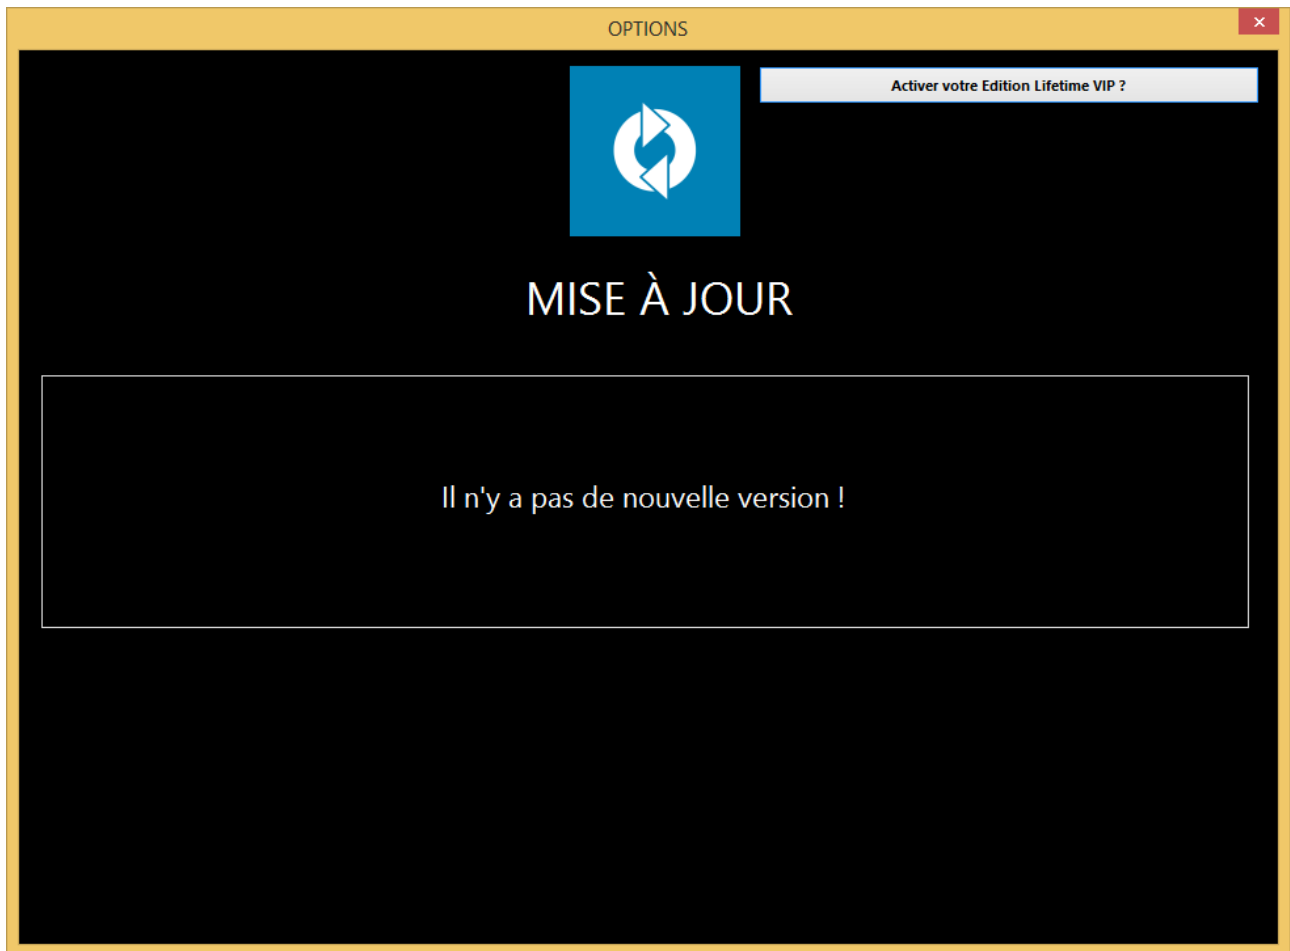 OPTIONS
Activer votre Edition Lifetime VIP ?
MISE À JOUR
Il n'y a pas de nouvelle version !